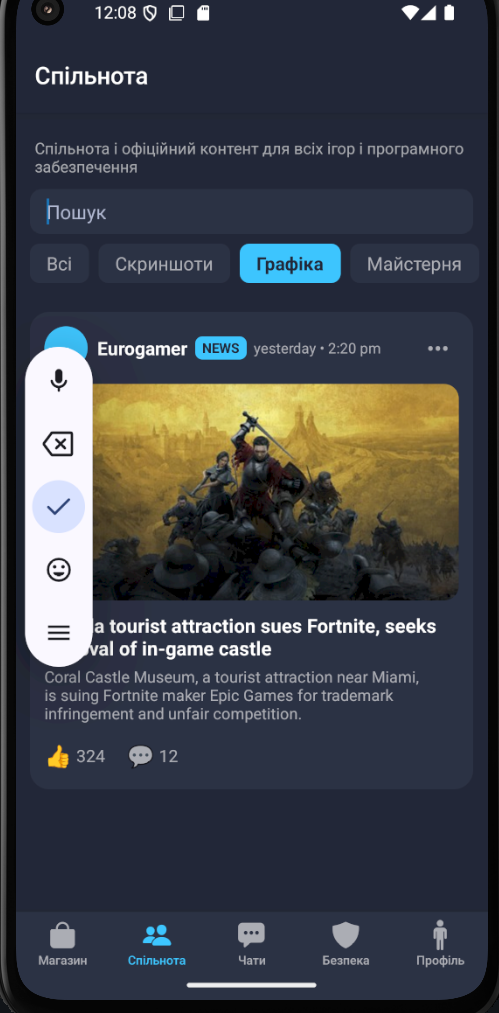 12:08
Спільнота
Спільнота і офіційний контент для всіх ігор і програмного
забезпечення
Пошук
Всі
Скриншоти
Графіка
Майстерня
Eurogamer NEWS yesterday • 2:20 pm
a tourist attraction sues Fortnite, seeks
of in-game castle
Coral Castle Museum, a tourist attraction near Miami,
is suing Fortnite maker Epic Games for trademark
infringement and unfair competition.
👍 324 💬 12
Магазин
Спільнота
Чати
Безпека
Профіль